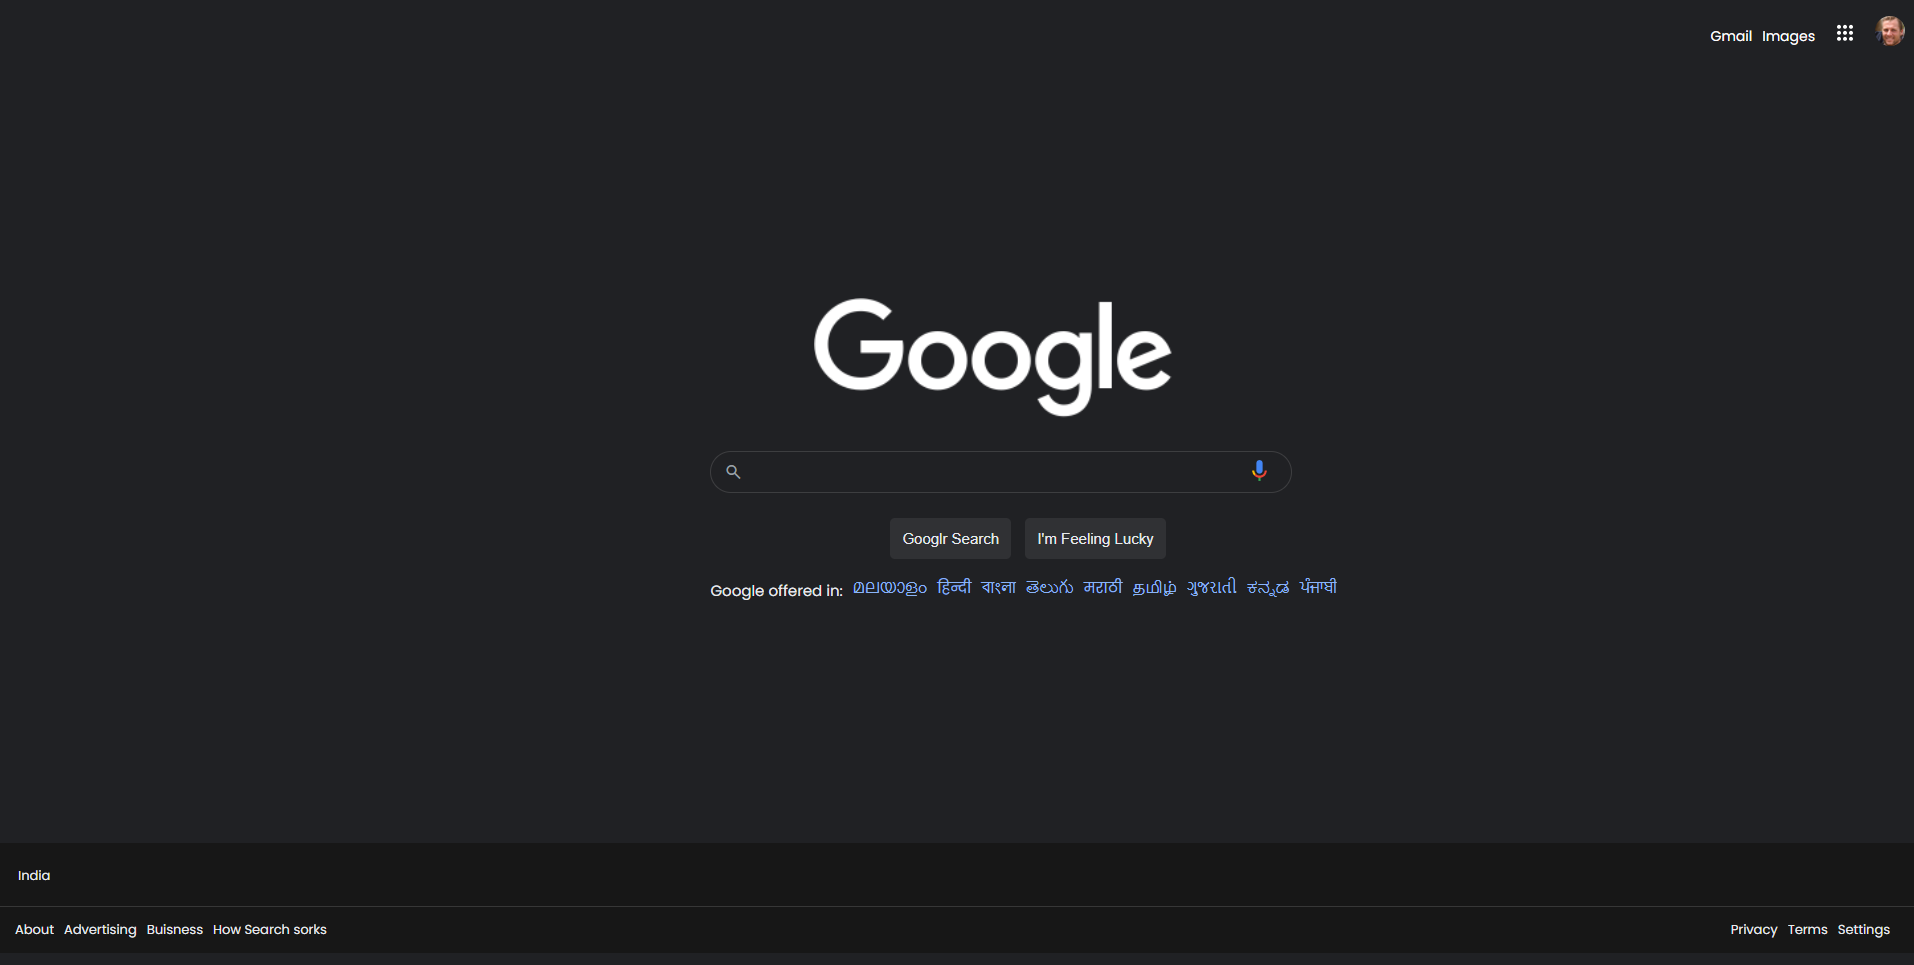 Gmail Images
Google
Googlr Search I'm Feeling Lucky
Google offered in: മലയാളം हिन्दी বাংলা తెలుగు मराठी தமிழ் ગુજરાતી ಕನ್ನಡ ਪੰਜਾਬੀ
India
About Advertising Buisness How Search sorks Privacy Terms Settings